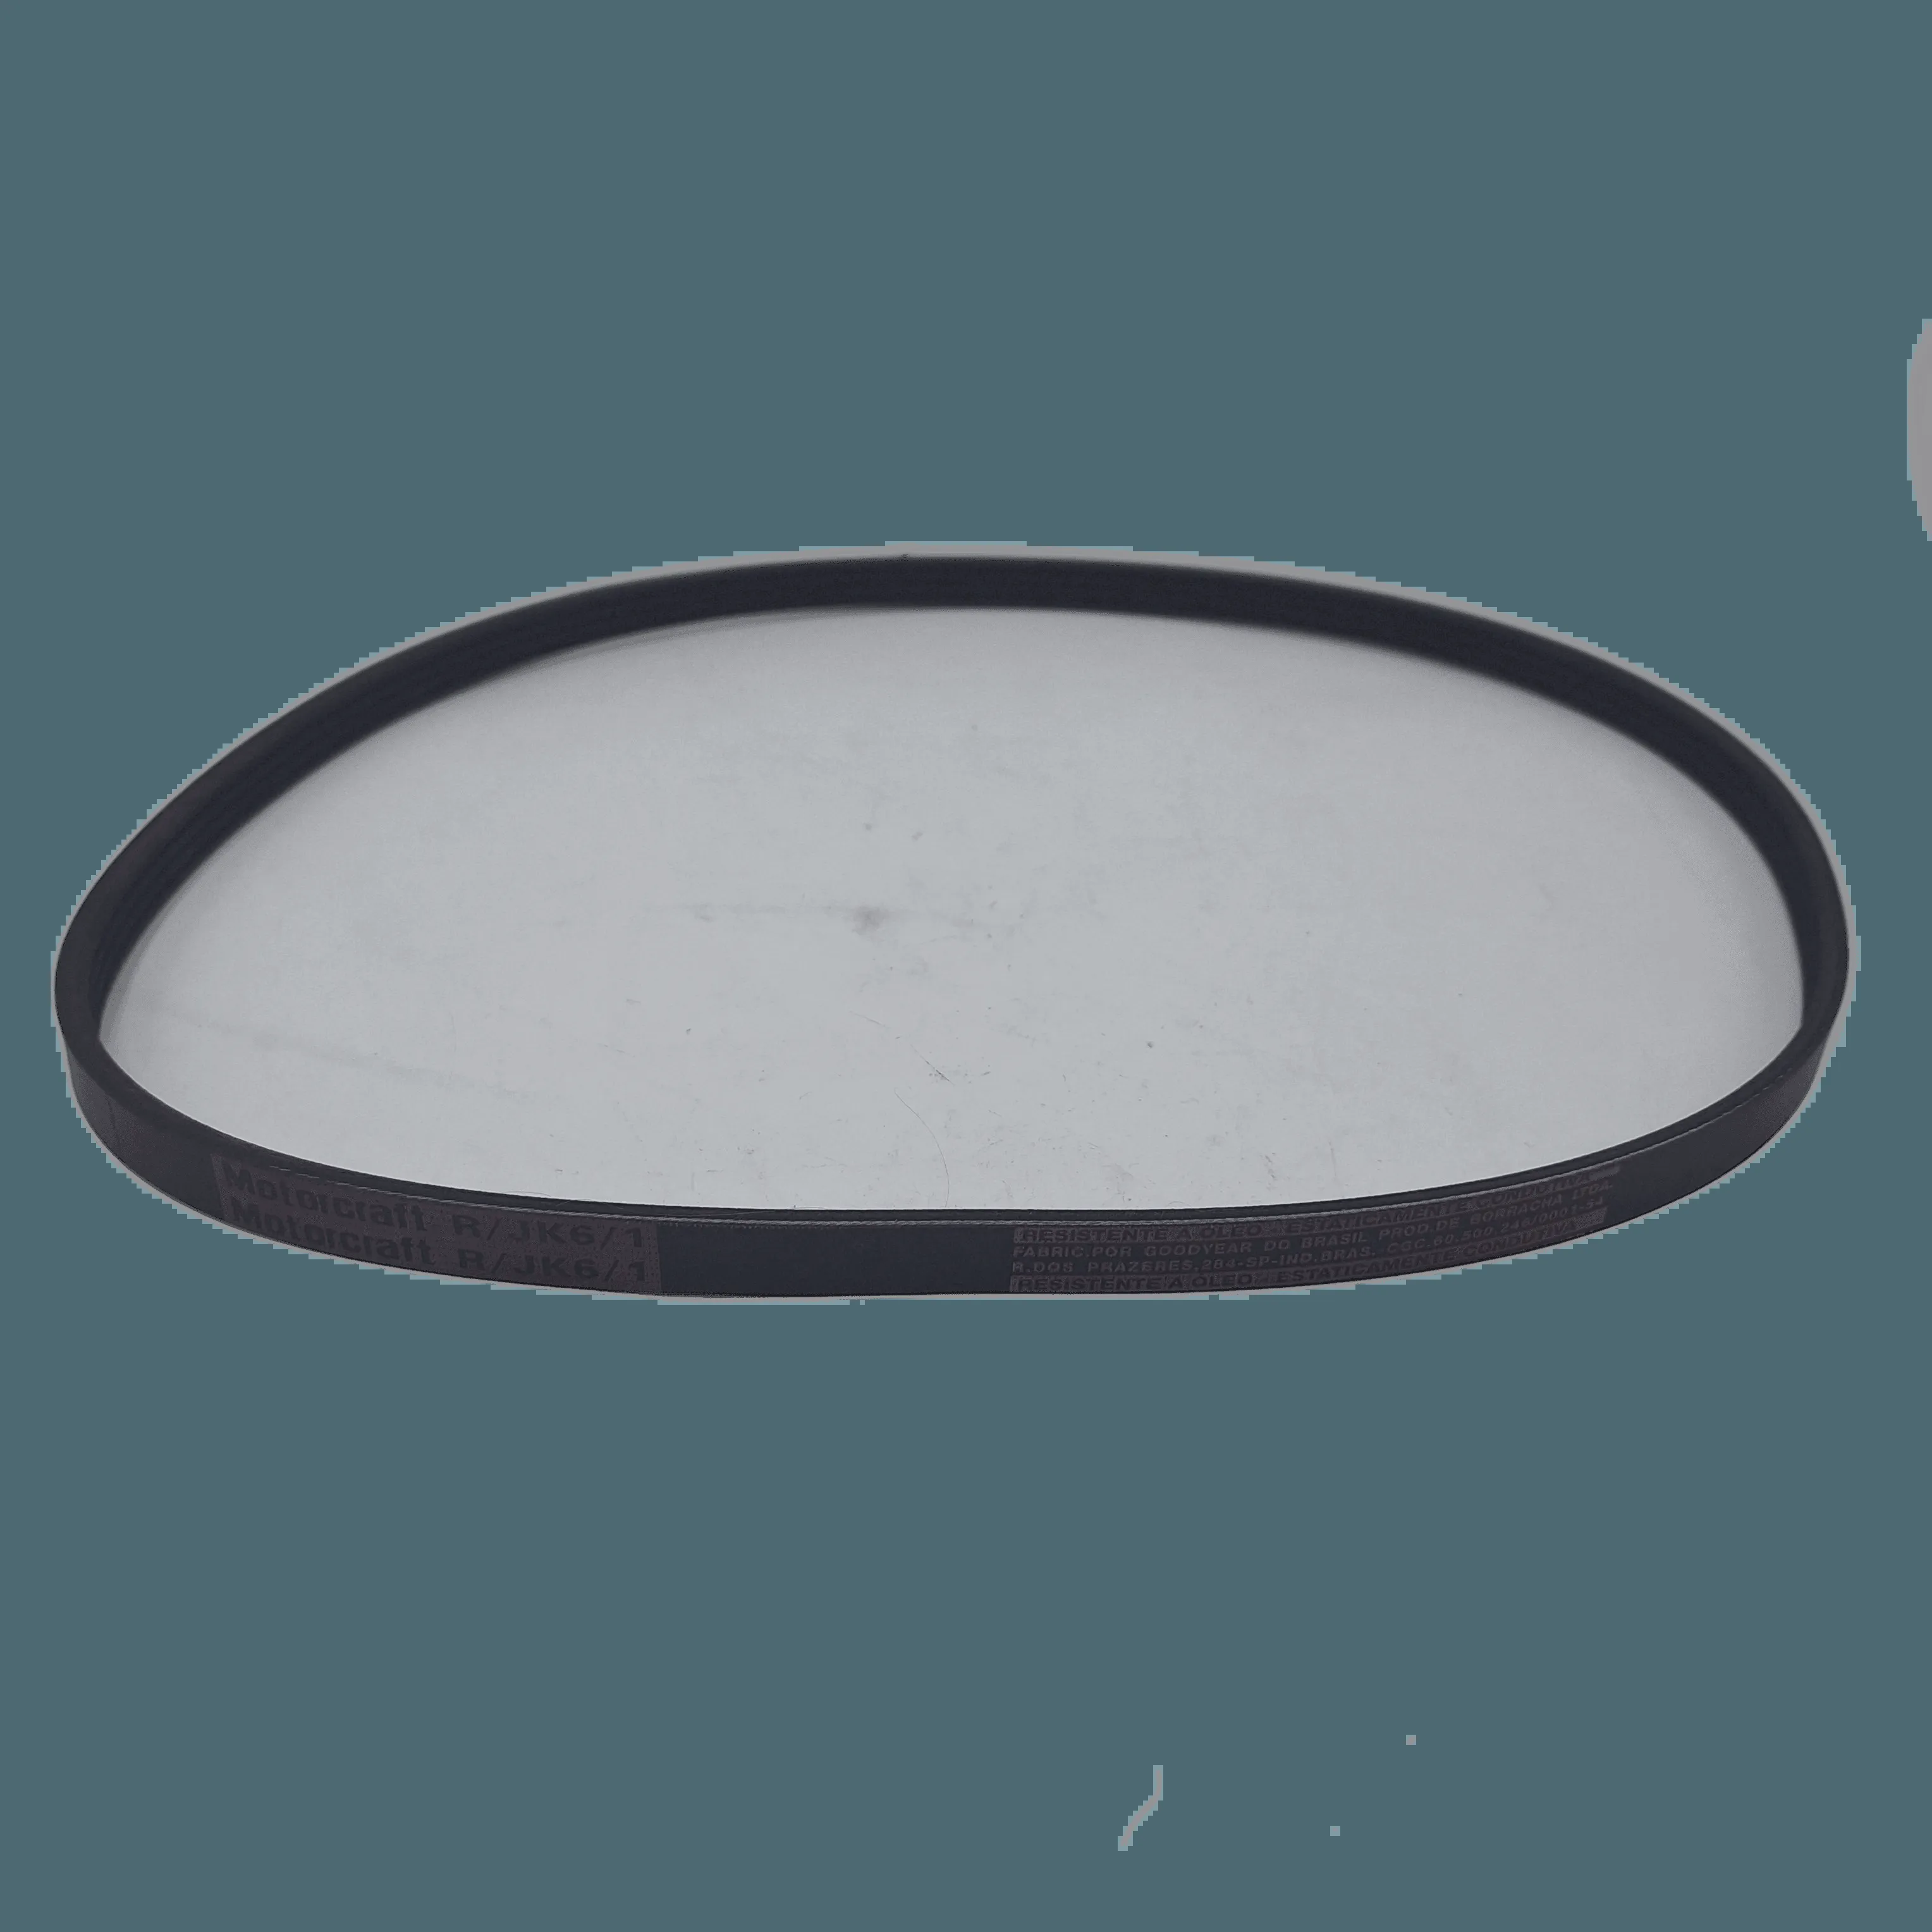 Motorcraft R/JK6/1
Motorcraft R/JK6/1
RESISTENTE A OLEO - ESTATICAMENTE CONDUTIVA
FABRIC.POR GOODYEAR DO BRASIL PROD DE BORRACHA LTDA.
R.DOS PRAZERES,284-SP-IND.BRAS. CGC.60.500.246/0001-54
RESISTENTE A OLEO - ESTATICAMENTE CONDUTIVA